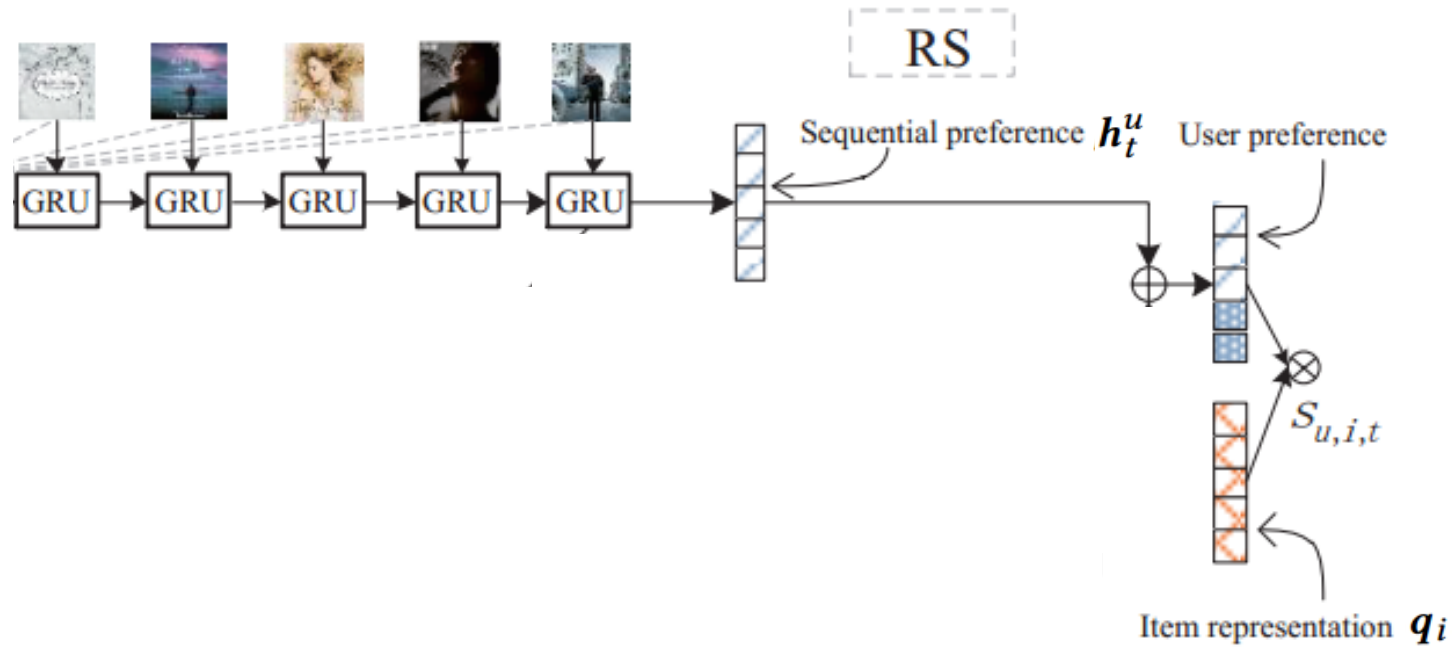 RS
Sequential preference h_t^u
User preference
GRU GRU GRU GRU GRU
S_{u,i,t}
Item representation q_i